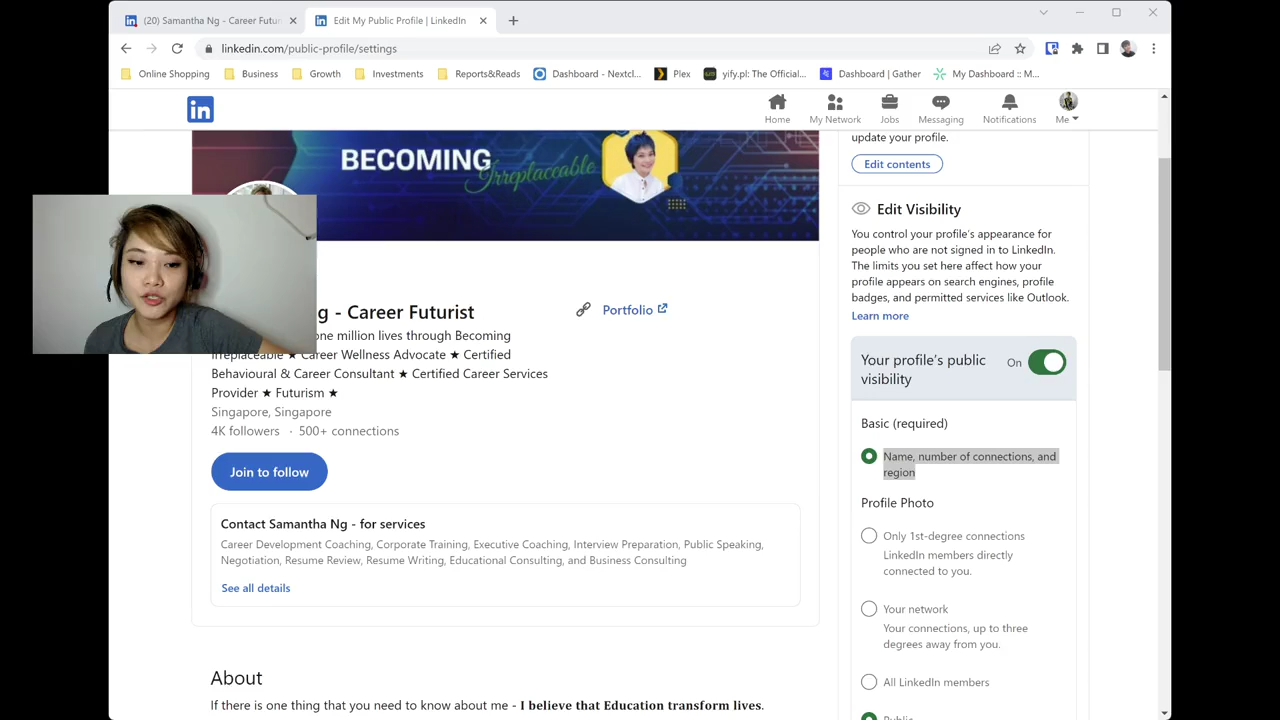 (20) Samantha Ng - Career Futur
Edit My Public Profile | LinkedIn
linkedin.com/public-profile/settings
Online Shopping
Business
Growth
Investments
Reports&Reads
Dashboard - Nextcl...
Plex
yify.pl: The Official...
Dashboard | Gather
My Dashboard :: M...
in
Home
My Network
Jobs
Messaging
Notifications
Me
BECOMING
Irreplaceable
g - Career Futurist
one million lives through Becoming
Irreplaceable ★ Career Wellness Advocate ★ Certified
Behavioural & Career Consultant ★ Certified Career Services
Provider ★ Futurism ★
Singapore, Singapore
4K followers · 500+ connections
Portfolio
Join to follow
Contact Samantha Ng - for services
Career Development Coaching, Corporate Training, Executive Coaching, Interview Preparation, Public Speaking,
Negotiation, Resume Review, Resume Writing, Educational Consulting, and Business Consulting
See all details
About
If there is one thing that you need to know about me - I believe that Education transform lives.
update your profile.
Edit contents
Edit Visibility
You control your profile's appearance for
people who are not signed in to LinkedIn.
The limits you set here affect how your
profile appears on search engines, profile
badges, and permitted services like Outlook.
Learn more
Your profile's public
visibility
On
Basic (required)
Name, number of connections, and
region
Profile Photo
Only 1st-degree connections
LinkedIn members directly
connected to you.
Your network
Your connections, up to three
degrees away from you.
All LinkedIn members
Public